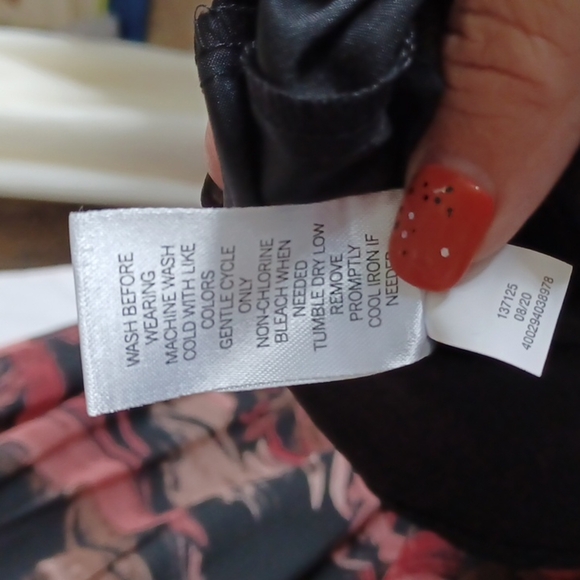 WASH BEFORE
WEARING
MACHINE WASH
COLD WITH LIKE
COLORS
GENTLE CYCLE
ONLY
NON-CHLORINE
BLEACH WHEN
NEEDED
TUMBLE DRY LOW
REMOVE
PROMPTLY
COOL IRON IF
137125
08/20
400294038978